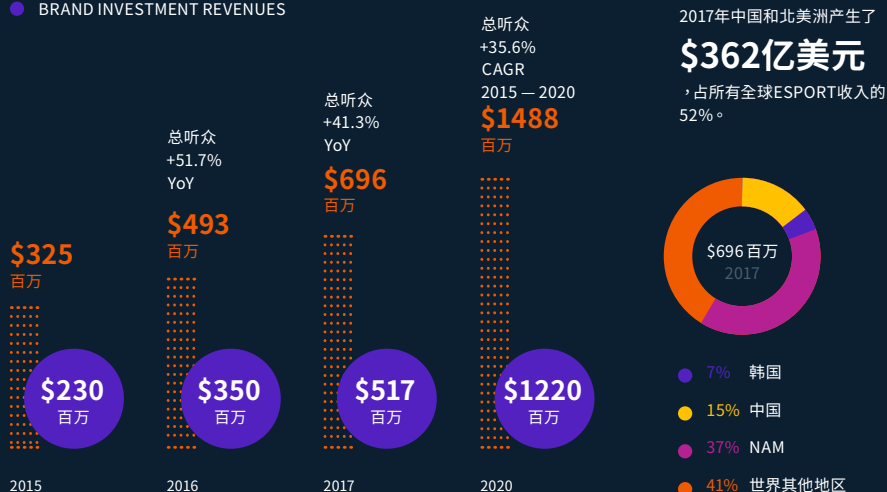 BRAND INVESTMENT REVENUES
总听众
+35.6%
CAGR
2015 — 2020
$1488
百万
总听众
+41.3%
YoY
$696
百万
总听众
+51.7%
YoY
$493
百万
$325
百万
$230
百万
$350
百万
$517
百万
$1220
百万
2015
2016
2017
2020
2017年中国和北美洲产生了
$362亿美元
，占所有全球ESPORT收入的
52%。
$696百万
2017
7% 韩国
15% 中国
37% NAM
41% 世界其他地区